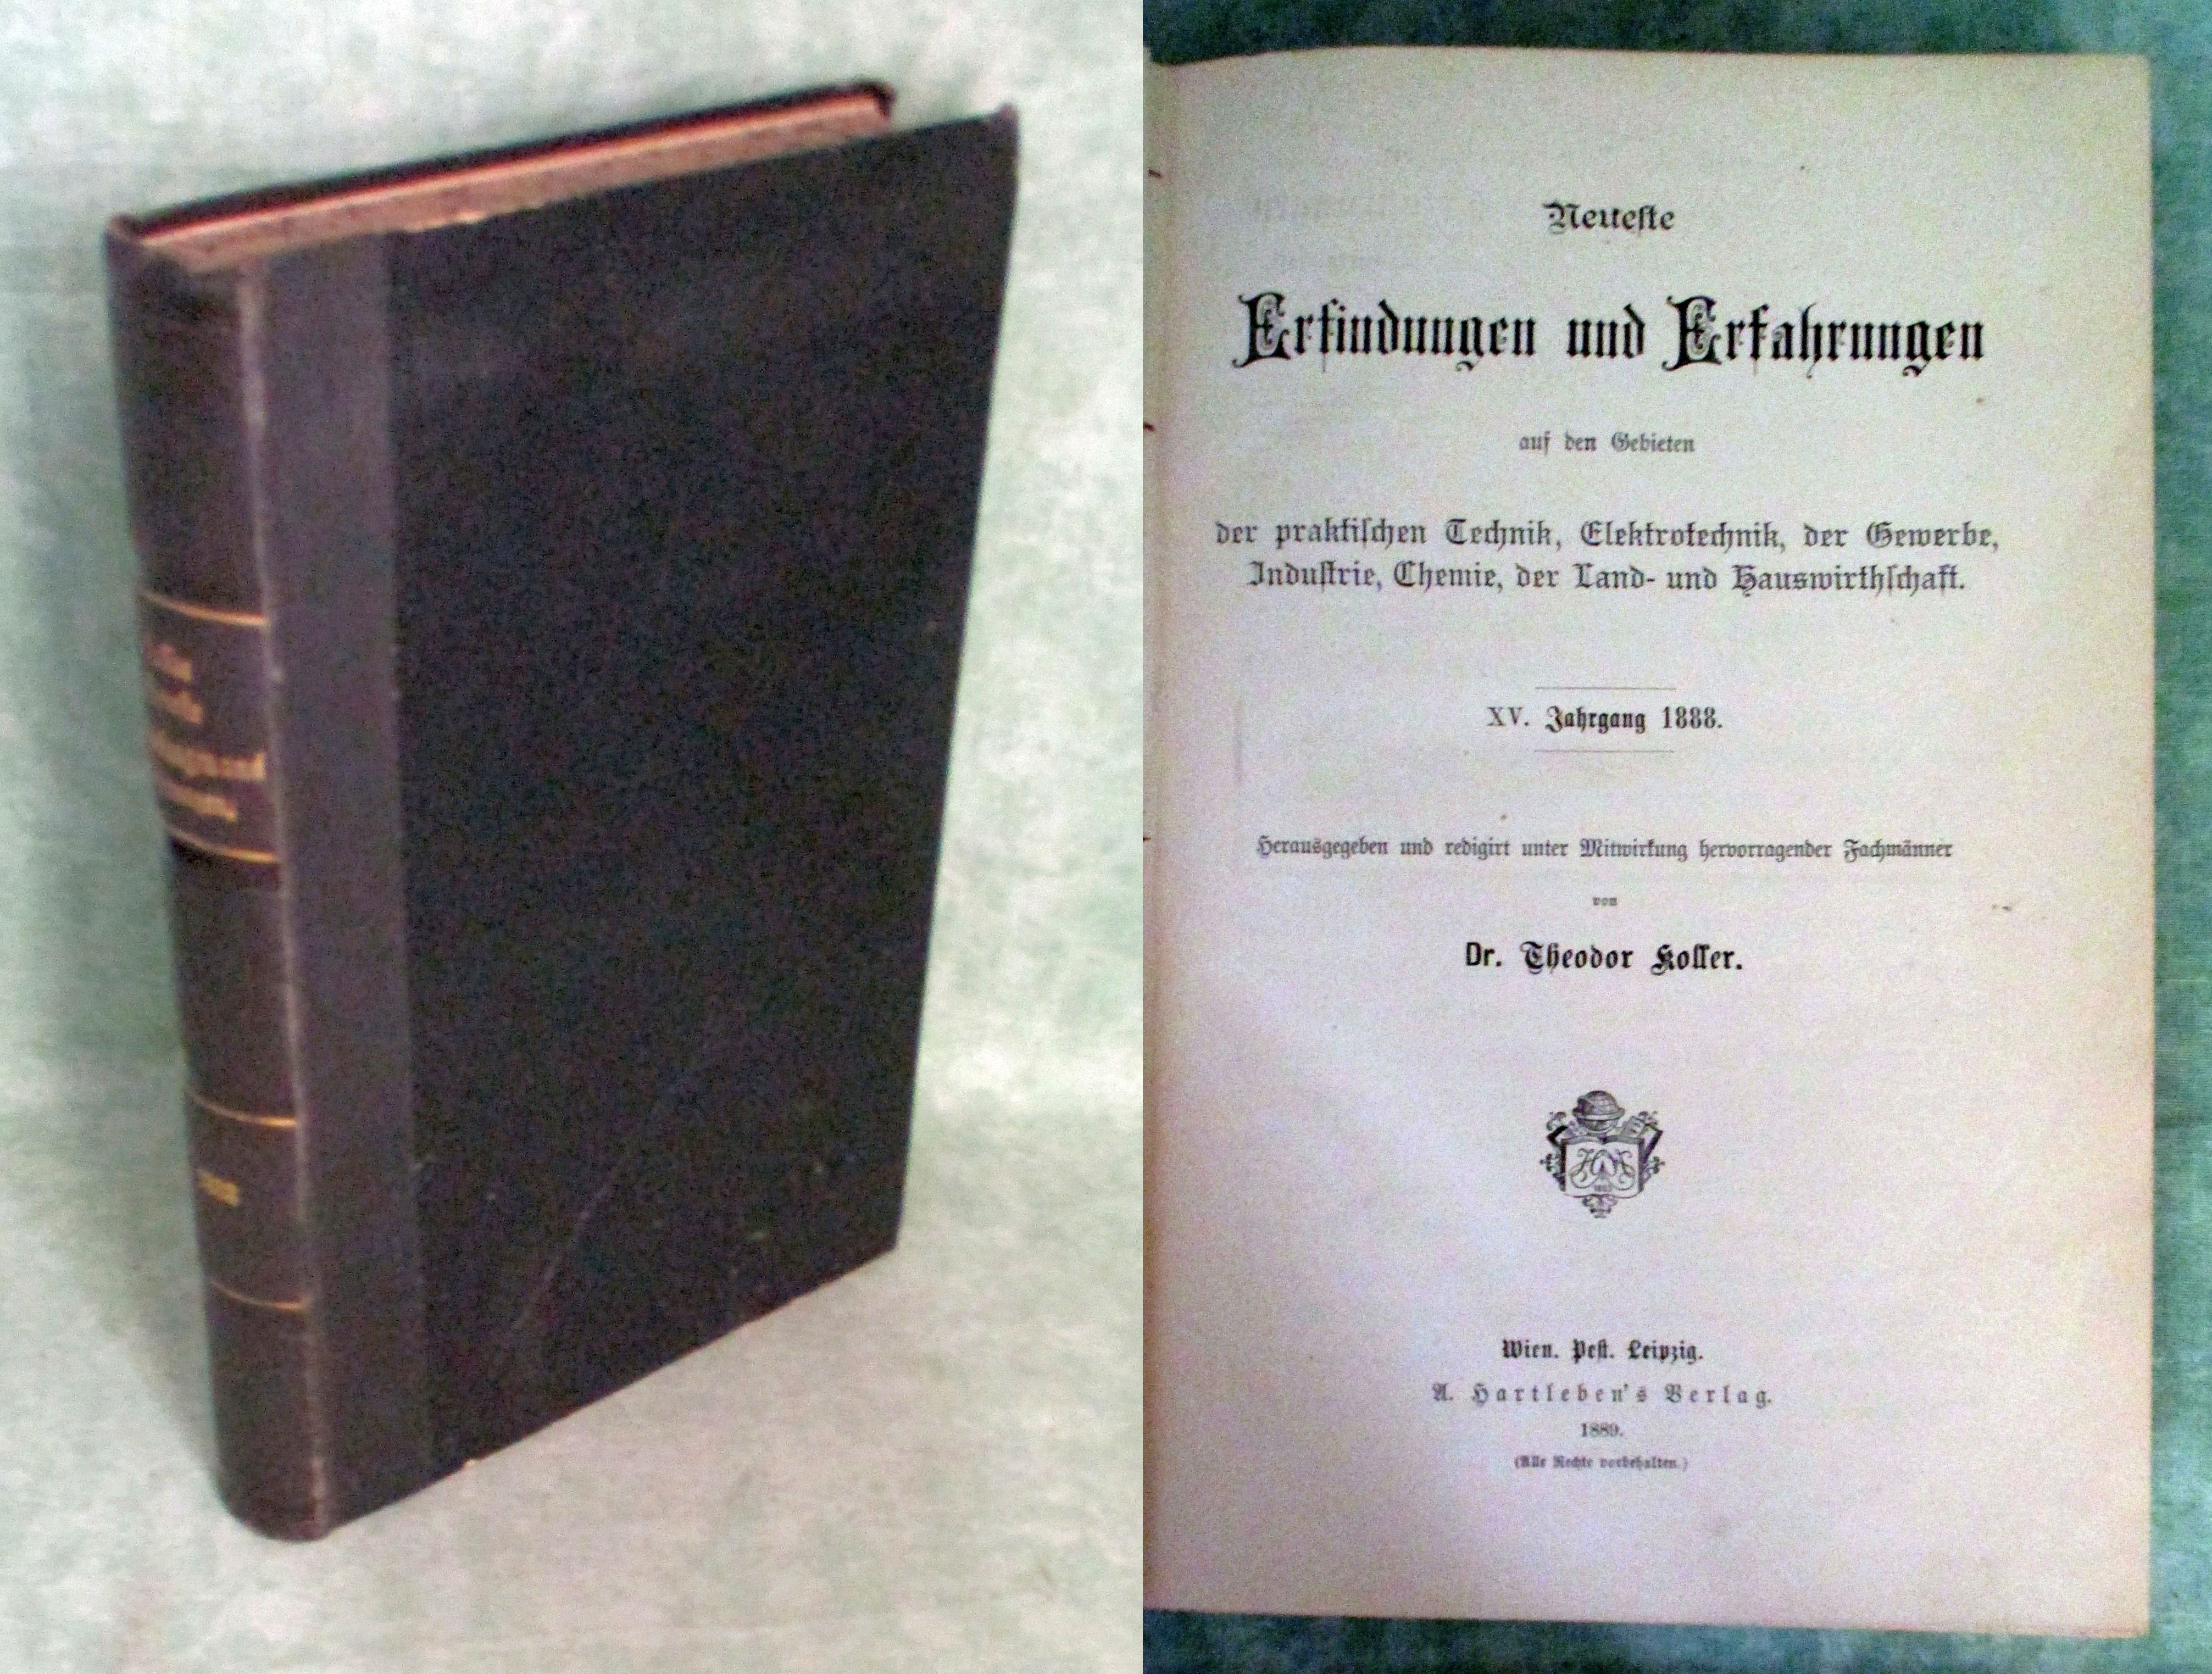 1888
Neueste
Erfindungen und Erfahrungen
auf den Gebieten
der praktischen Technik, Elektrotechnik, der Gewerbe,
Industrie, Chemie, der Land- und Hauswirthschaft.
XV. Jahrgang 1888.
Herausgegeben und redigirt unter Mitwirkung hervorragender Fachmänner
von
Dr. Theodor Koller.
Wien. Pest. Leipzig.
A. Hartleben's Verlag.
1889.
(Alle Rechte vorbehalten.)